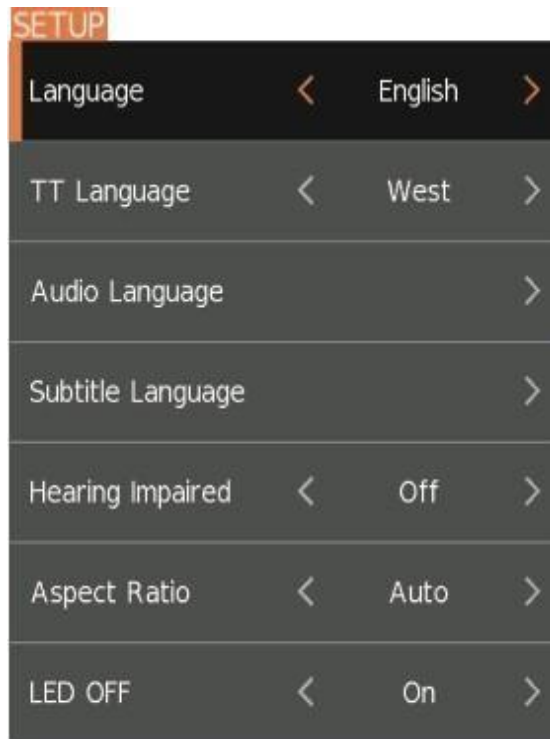 SETUP
Language < English >
TT Language < West >
Audio Language >
Subtitle Language >
Hearing Impaired < Off >
Aspect Ratio < Auto >
LED OFF < On >